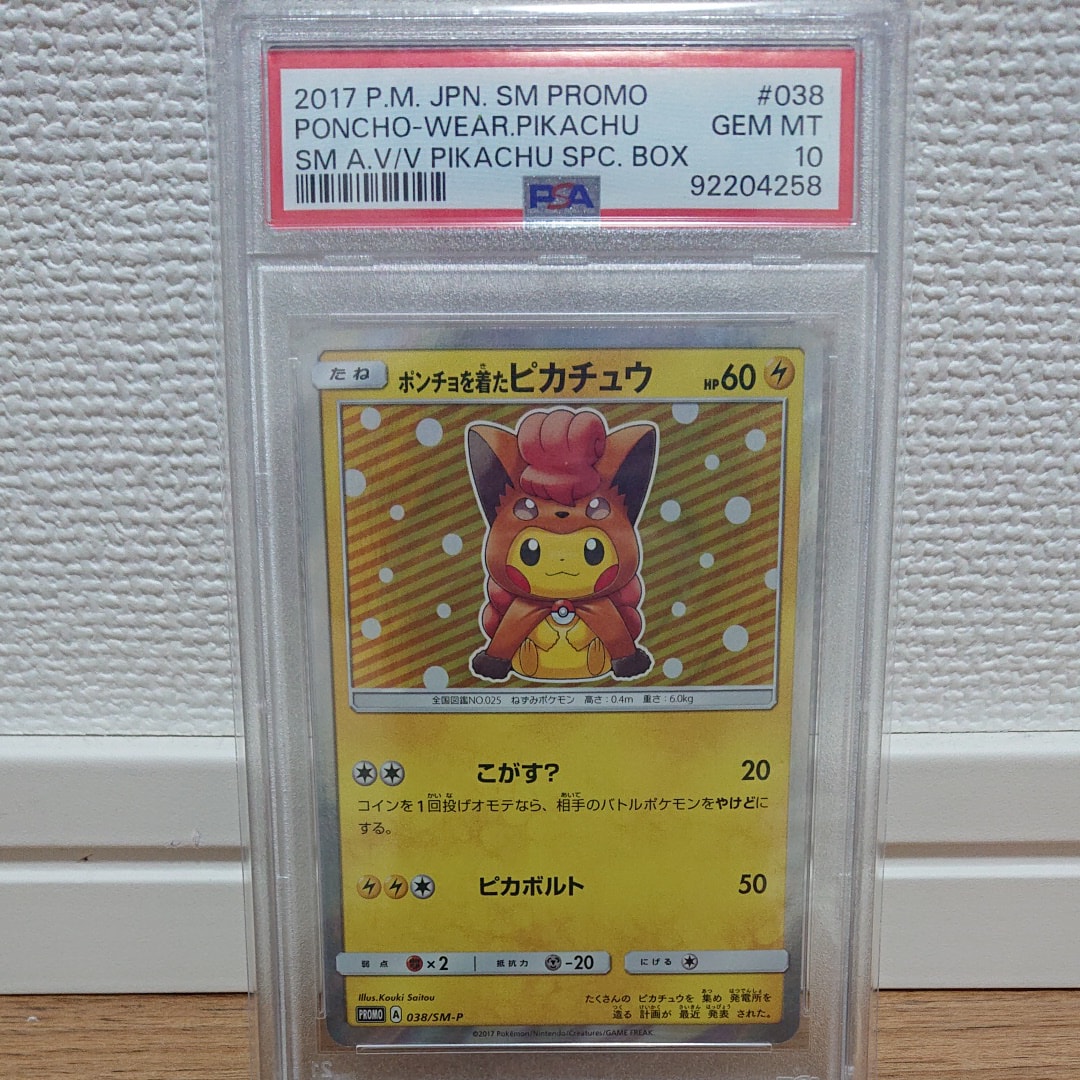 2017 P.M. JPN. SM PROMO #038
PONCHO-WEAR.PIKACHU GEM MT
SM A.V/V PIKACHU SPC. BOX 10
PSA 92204258
たね ポンチョを着たピカチュウ HP60
全国図鑑NO.025 ねずみポケモン 高さ:0.4m 重さ:6.0kg
こがす? 20
コインを1回投げオモテなら、相手のバトルポケモンをやけどに
する。
ピカボルト 50
弱点 ×2 抵抗力 -20 にげる
Illus.Kouki Saitou
たくさんの ピカチュウを 集め 発電所を
PROMO A 038/SM-P 造る 計画が 最近 発表 された。
©2017 Pokémon/Nintendo/Creatures/GAME FREAK.